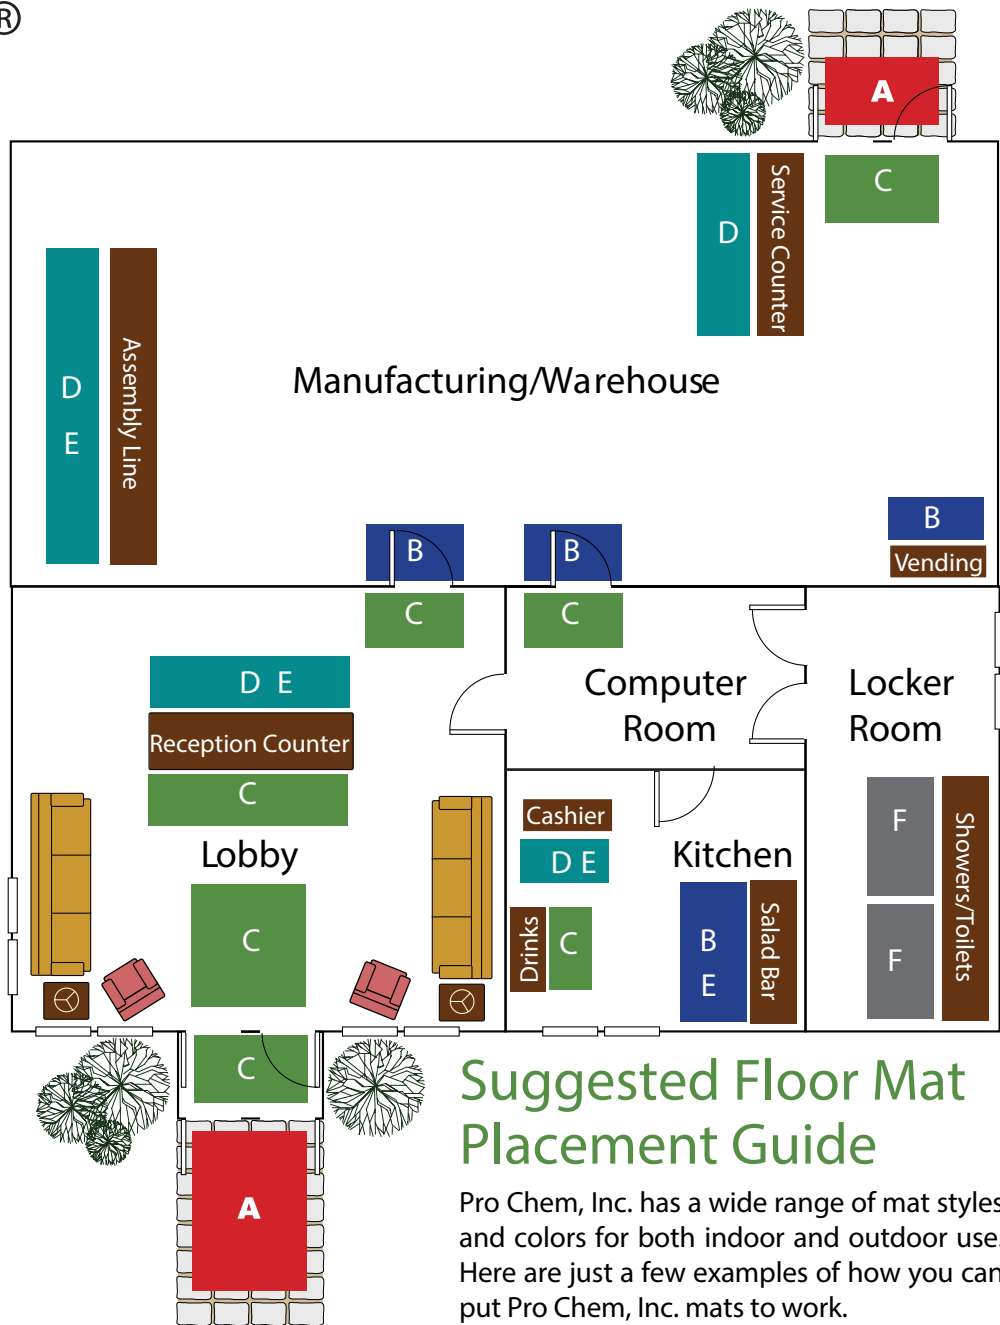 ®
A
C
D
Service Counter
D
E
Assembly Line
Manufacturing/Warehouse
B
Vending
B
B
C
C
D E
Reception Counter
C
Lobby
C
C
A
Computer
Room
Locker
Room
Cashier
D E
Kitchen
Drinks
C
B
E
Salad Bar
F
F
Showers/Toilets
Suggested Floor Mat
Placement Guide
Pro Chem, Inc. has a wide range of mat styles
and colors for both indoor and outdoor use.
Here are just a few examples of how you can
put Pro Chem, Inc. mats to work.